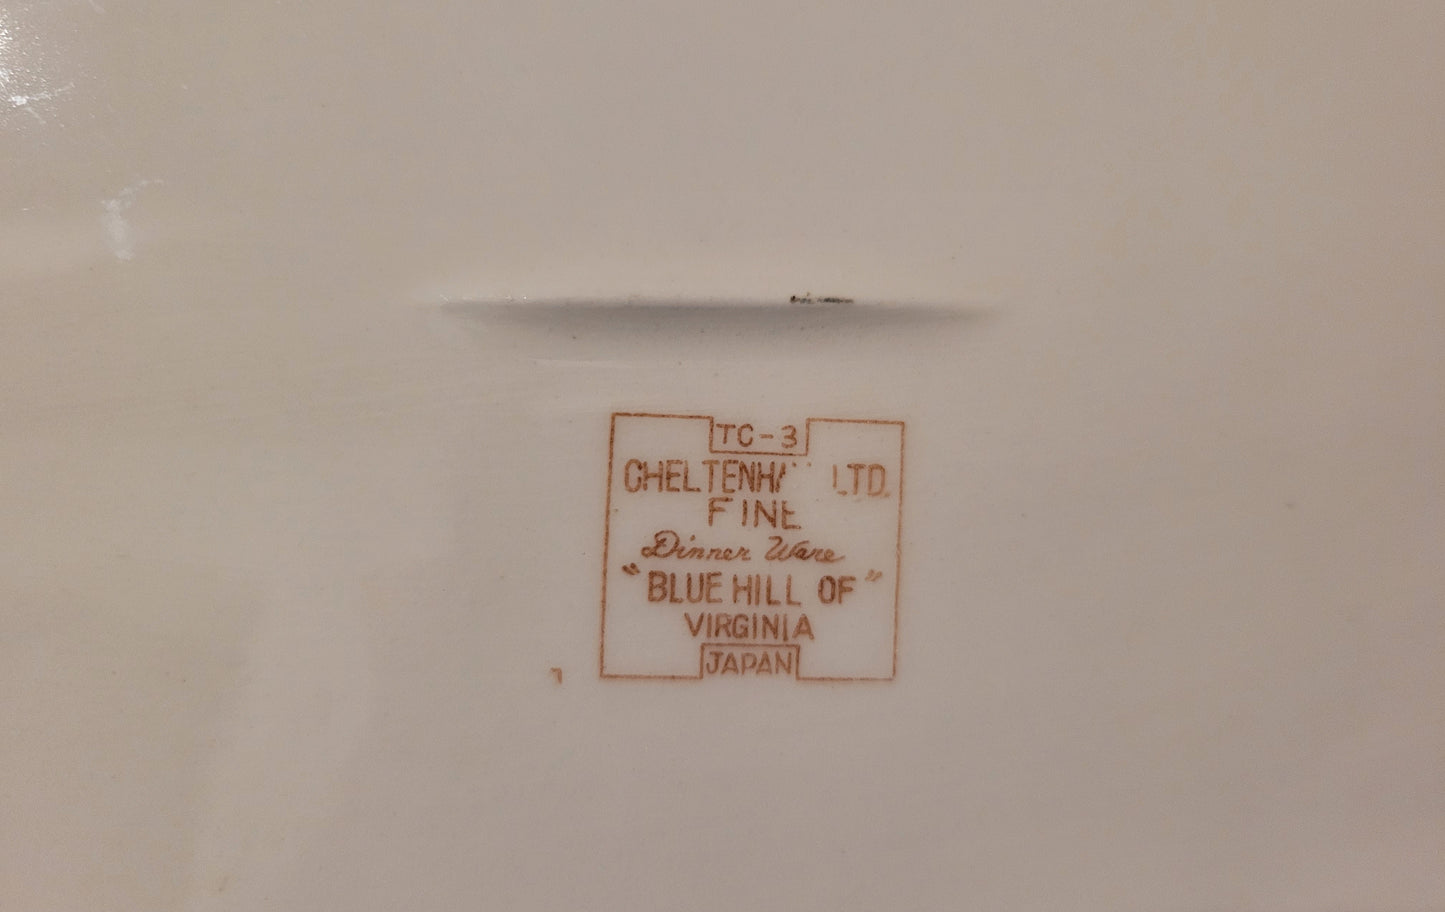 TC-3
LTD.
FINE
Dinner Ware
"BLUE HILL OF"
VIRGINIA
JAPAN